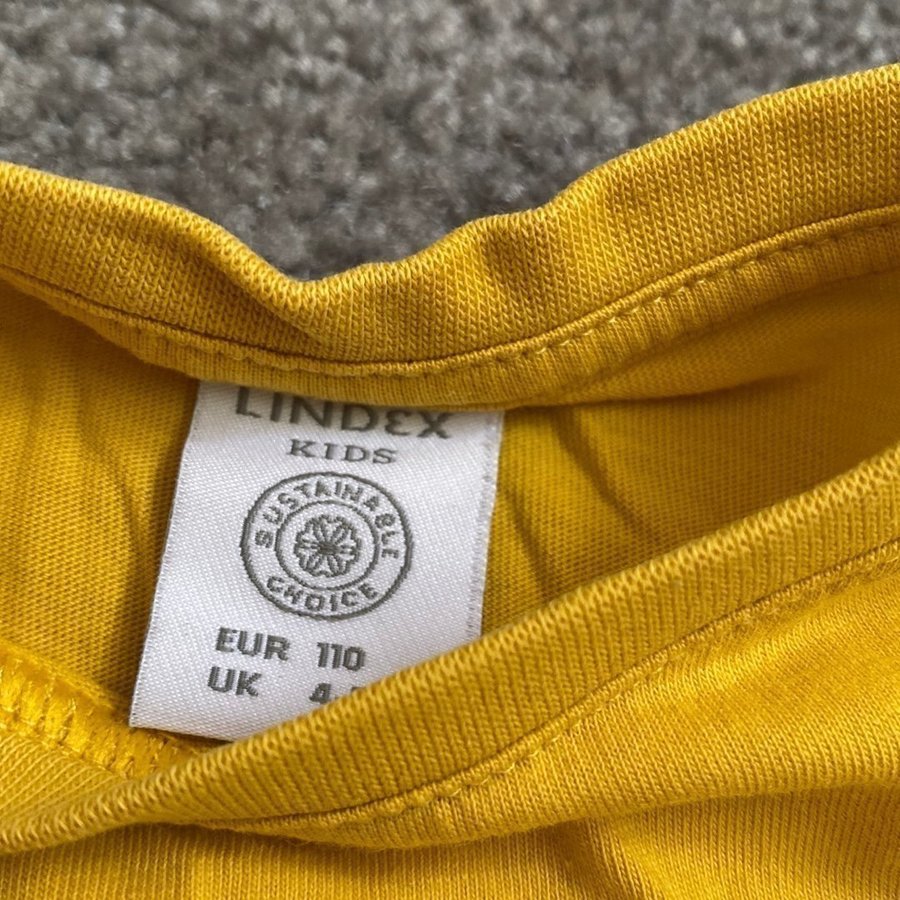 LINDEX
KIDS
SUSTAINABLE
CHOICE
EUR 110
UK 4-